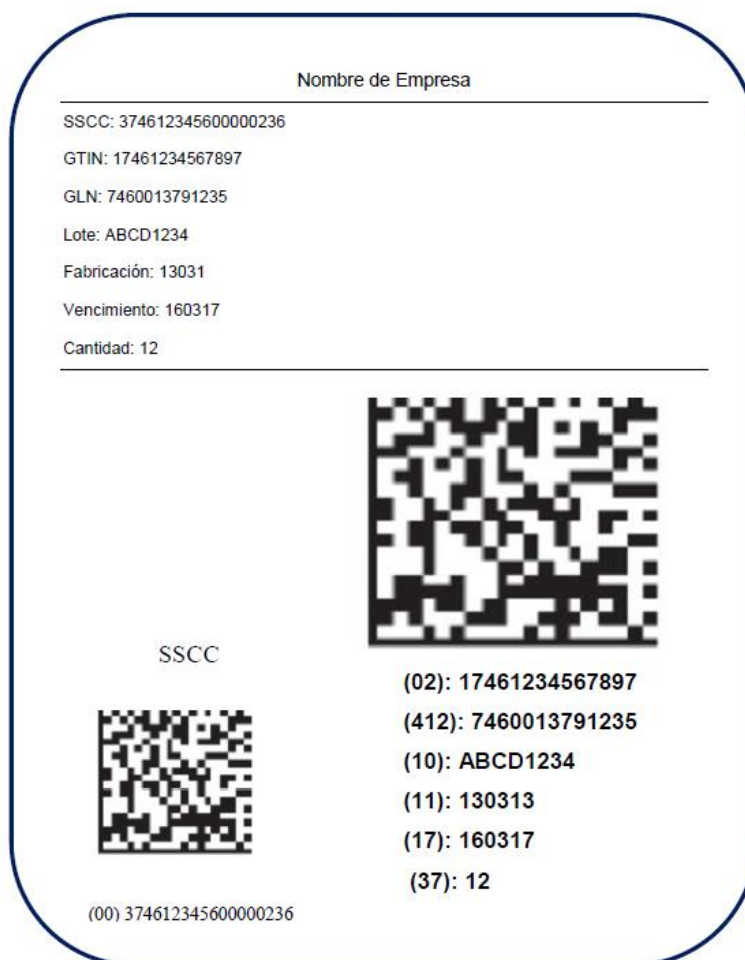 Nombre de Empresa
SSCC: 374612345600000236
GTIN: 17461234567897
GLN: 7460013791235
Lote: ABCD1234
Fabricación: 13031
Vencimiento: 160317
Cantidad: 12
SSCC
(00) 374612345600000236
(02): 17461234567897
(412): 7460013791235
(10): ABCD1234
(11): 130313
(17): 160317
(37): 12